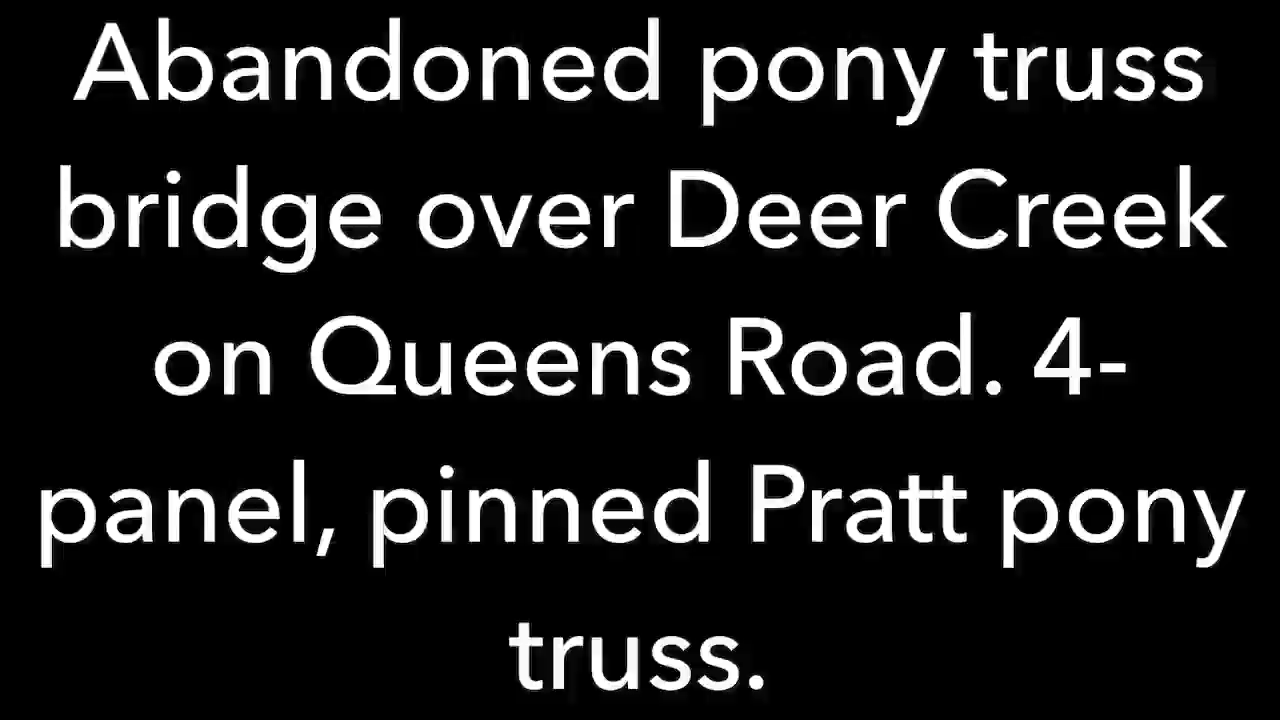 Abandoned pony truss
bridge over Deer Creek
on Queens Road. 4-
panel, pinned Pratt pony
truss.